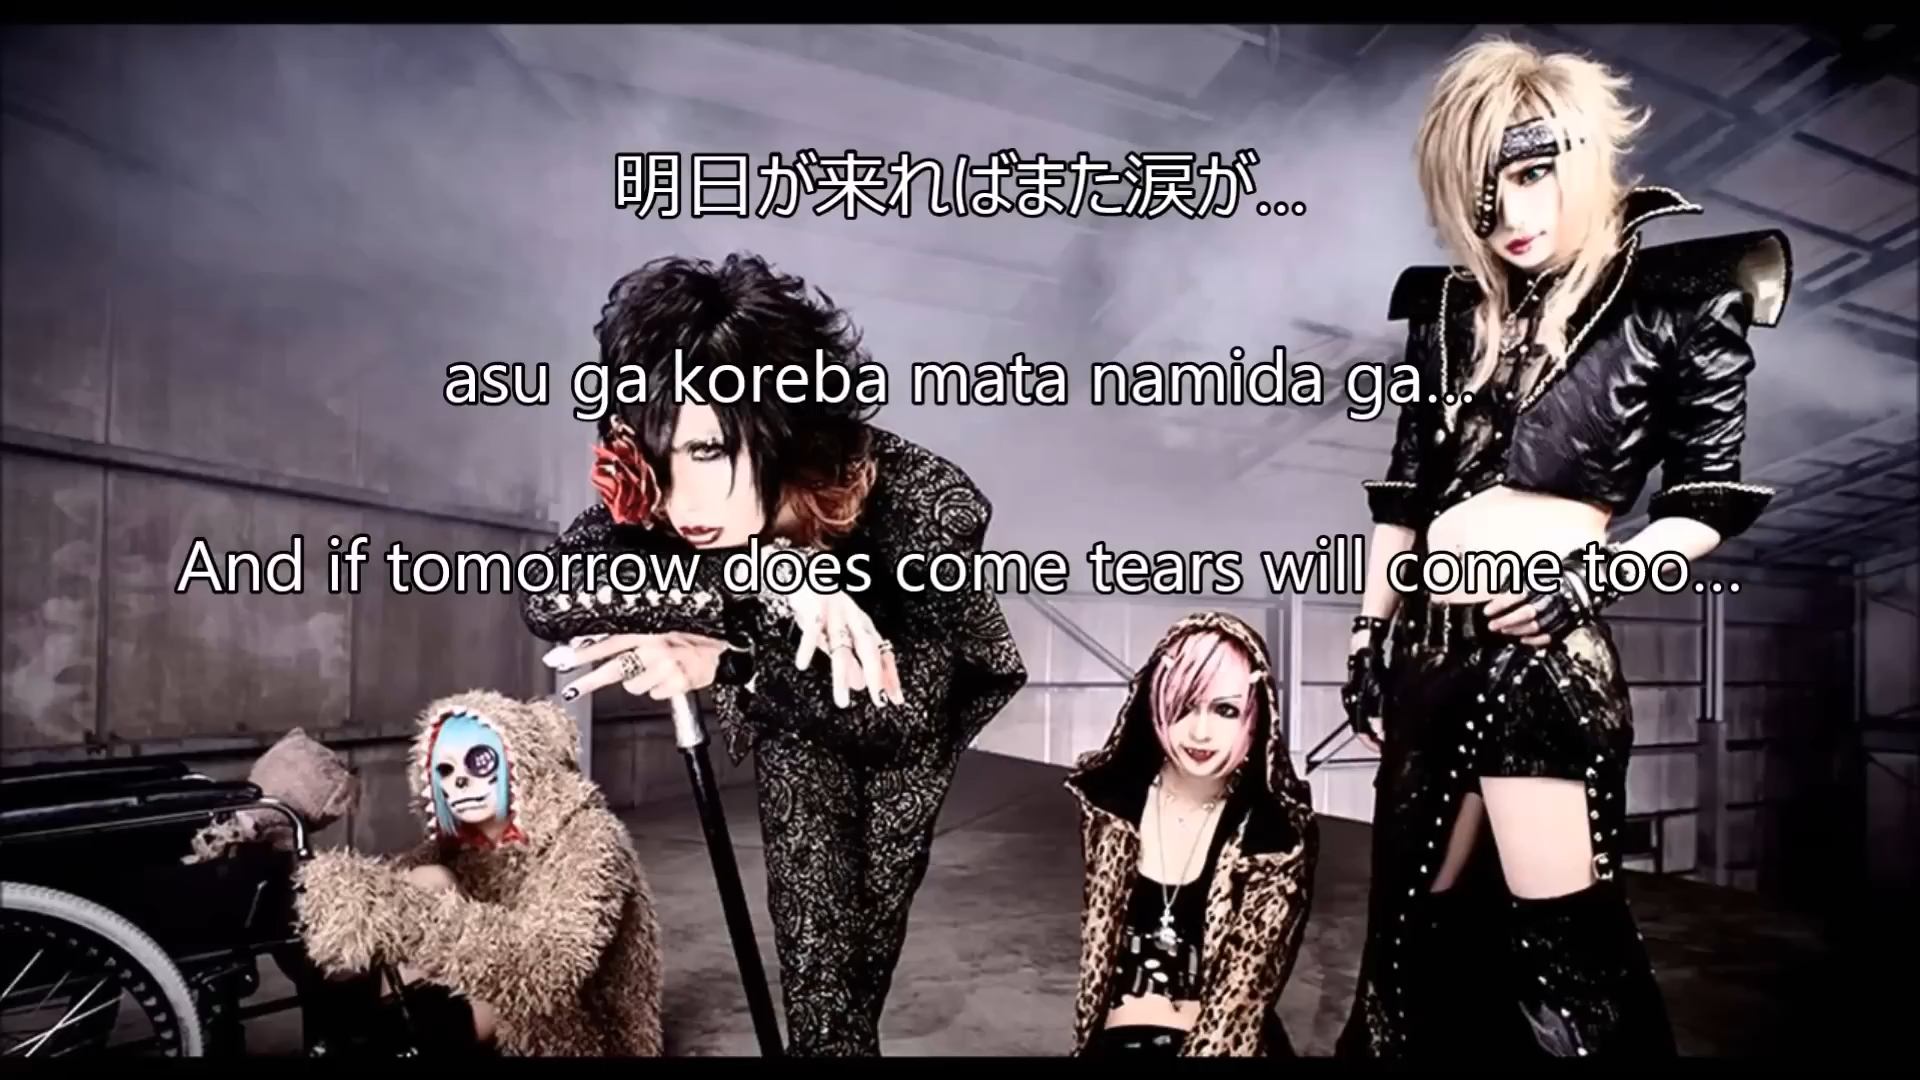 明日が来ればまた涙が...
asu ga koreba mata namida ga...
And if tomorrow does come tears will come too...